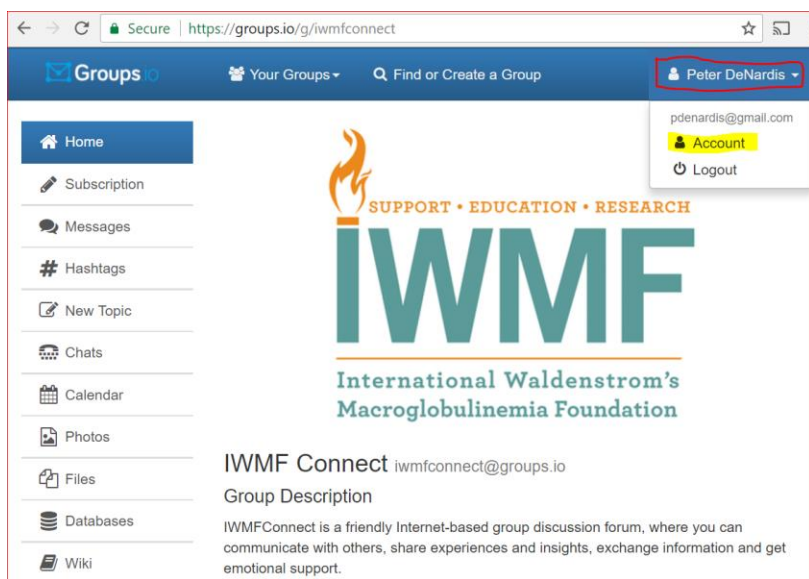 Secure https://groups.io/g/iwmfconnect
Groups.io Your Groups Find or Create a Group Peter DeNardis
pdenardis@gmail.com
Account
Logout
Home
Subscription
Messages
# Hashtags
New Topic
Chats
Calendar
Photos
Files
Databases
Wiki
SUPPORT • EDUCATION • RESEARCH
IWMF
International Waldenstrom's
Macroglobulinemia Foundation
IWMF Connect iwmfconnect@groups.io
Group Description
IWMFConnect is a friendly Internet-based group discussion forum, where you can
communicate with others, share experiences and insights, exchange information and get
emotional support.